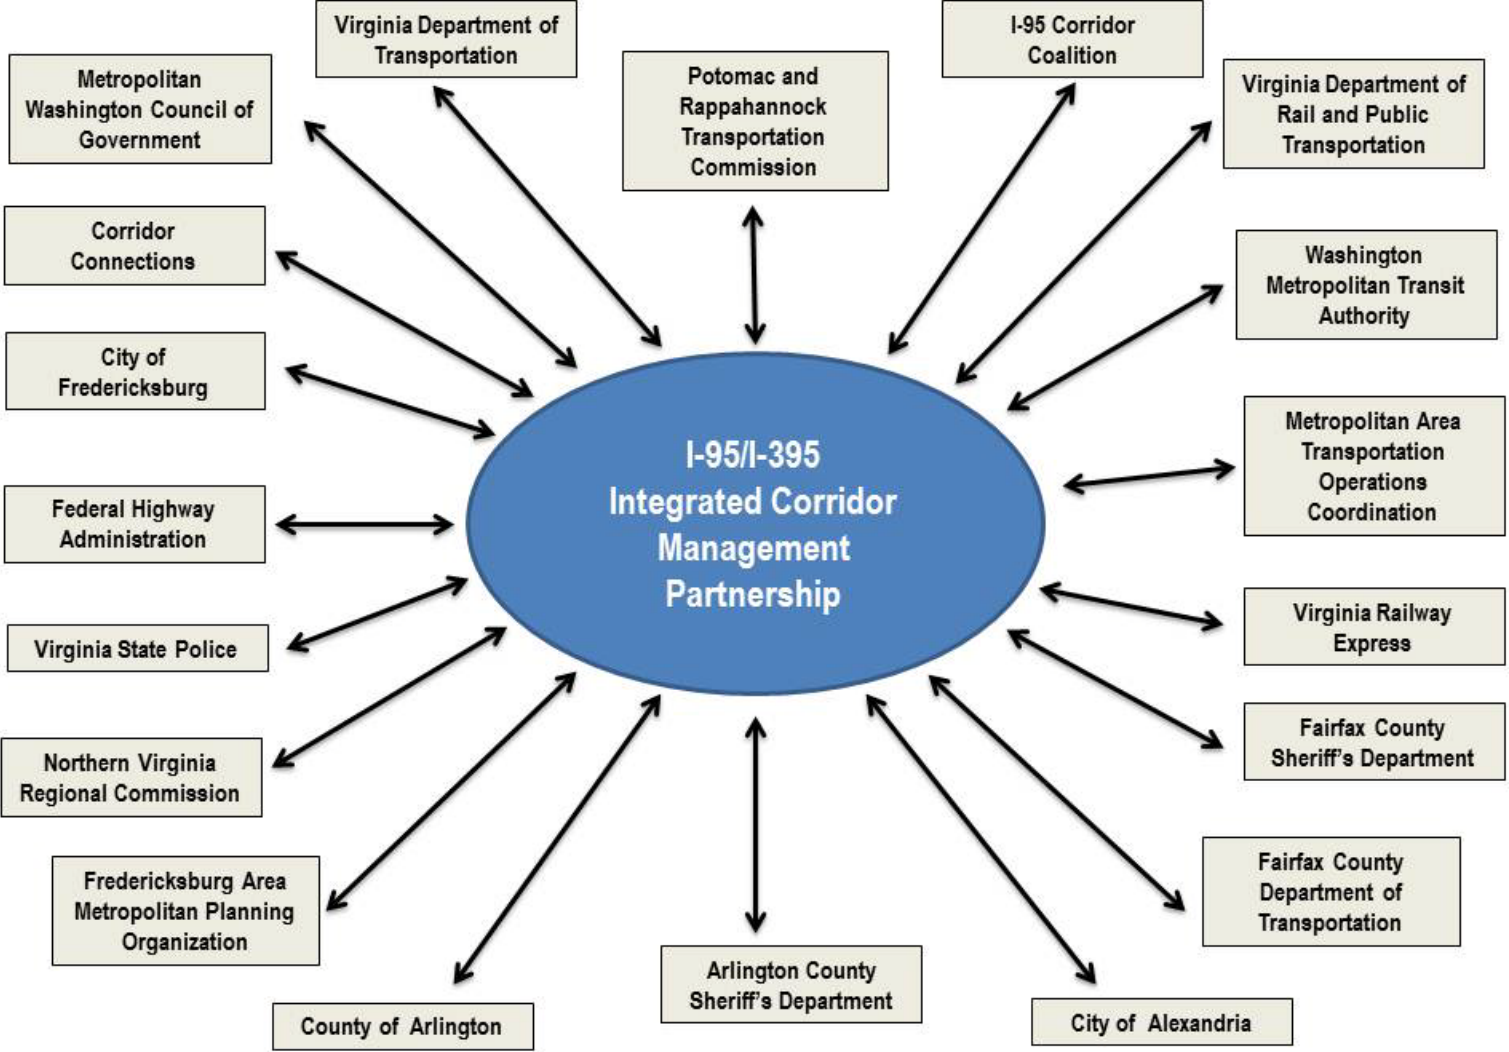 Virginia Department of
Transportation
I-95 Corridor
Coalition
Metropolitan
Washington Council of
Government
Potomac and
Rappahannock
Transportation
Commission
Virginia Department of
Rail and Public
Transportation
Corridor
Connections
Washington
Metropolitan Transit
Authority
City of
Fredericksburg
Metropolitan Area
Transportation
Operations
Coordination
I-95/I-395
Integrated Corridor
Management
Partnership
Federal Highway
Administration
Virginia Railway
Express
Virginia State Police
Fairfax County
Sheriff's Department
Northern Virginia
Regional Commission
Fairfax County
Department of
Transportation
Fredericksburg Area
Metropolitan Planning
Organization
Arlington County
Sheriff's Department
County of Arlington
City of Alexandria